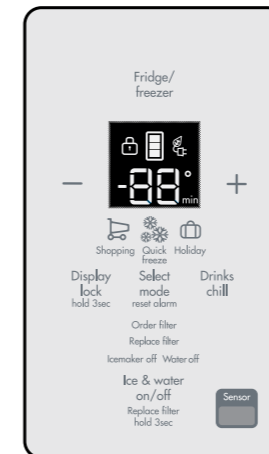 Fridge/
freezer
-88°
min
− +
Shopping Quick Holiday
freeze
Display Select Drinks
lock mode chill
hold 3sec reset alarm
Order filter
Replace filter
Icemaker off Water off
Ice & water
on/off
Replace filter
hold 3sec
Sensor